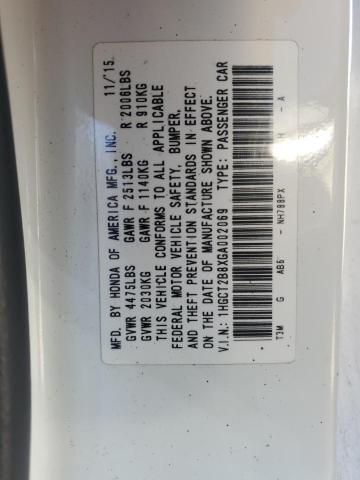 MFD. BY HONDA OF AMERICA MFG., INC. 11/15
GVWR 4475LBS GAWR F 2513LBS R 2006LBS
GVWR 2030KG GAWR F 1140KG R 910KG
THIS VEHICLE CONFORMS TO ALL APPLICABLE
FEDERAL MOTOR VEHICLE SAFETY, BUMPER,
AND THEFT PREVENTION STANDARDS IN EFFECT
ON THE DATE OF MANUFACTURE SHOWN ABOVE.
V.I.N.: 1HGCT2B8XGA002069 TYPE: PASSENGER CAR
T3M G AB6 - NH788PX H - A